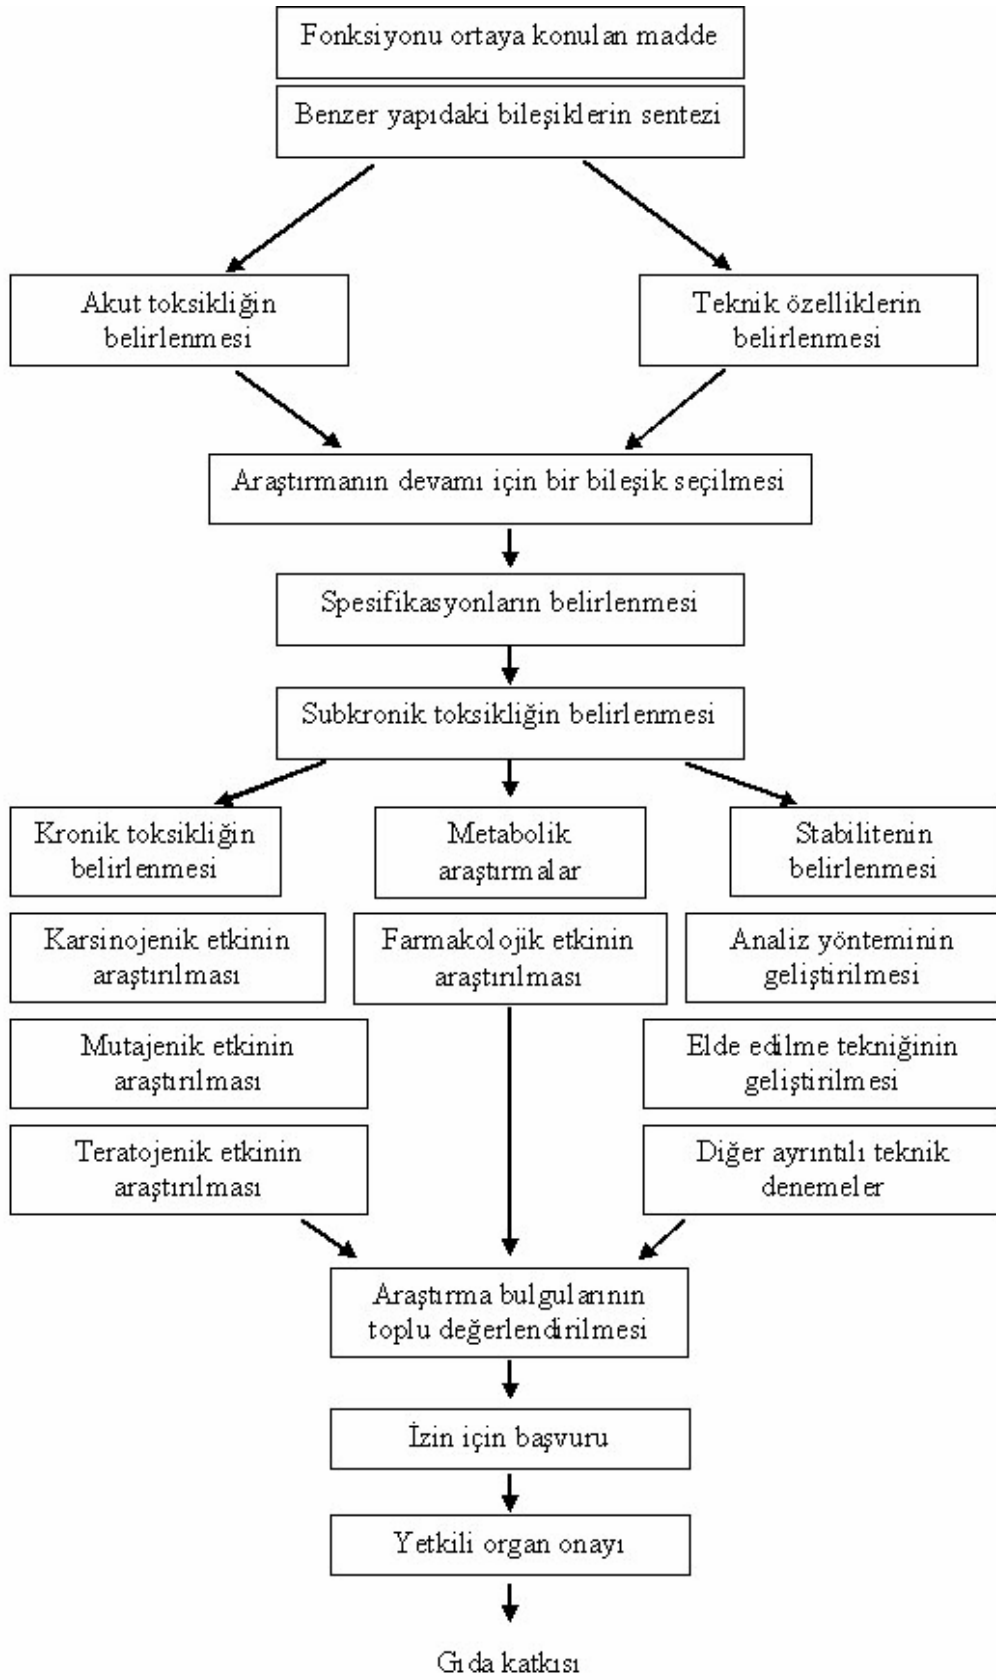 Fonksiyonu ortaya konulan madde
Benzer yapıdaki bileşiklerin sentezi
Akut toksikliğin
belirlenmesi
Teknik özelliklerin
belirlenmesi
Araştırmanın devamı için bir bileşik seçilmesi
Spesifikasyonların belirlenmesi
Subkronik toksikliğin belirlenmesi
Kronik toksikliğin
belirlenmesi
Metabolik
araştırmalar
Stabilitenin
belirlenmesi
Karsinojenik etkinin
araştırılması
Farmakolojik etkinin
araştırılması
Analiz yönteminin
geliştirilmesi
Mutajenik etkinin
araştırılması
Elde edilme tekniğinin
geliştirilmesi
Teratojenik etkinin
araştırılması
Diğer ayrıntılı teknik
denemeler
Araştırma bulgularının
toplu değerlendirilmesi
İzin için başvuru
Yetkili organ onayı
Gıda katkısı